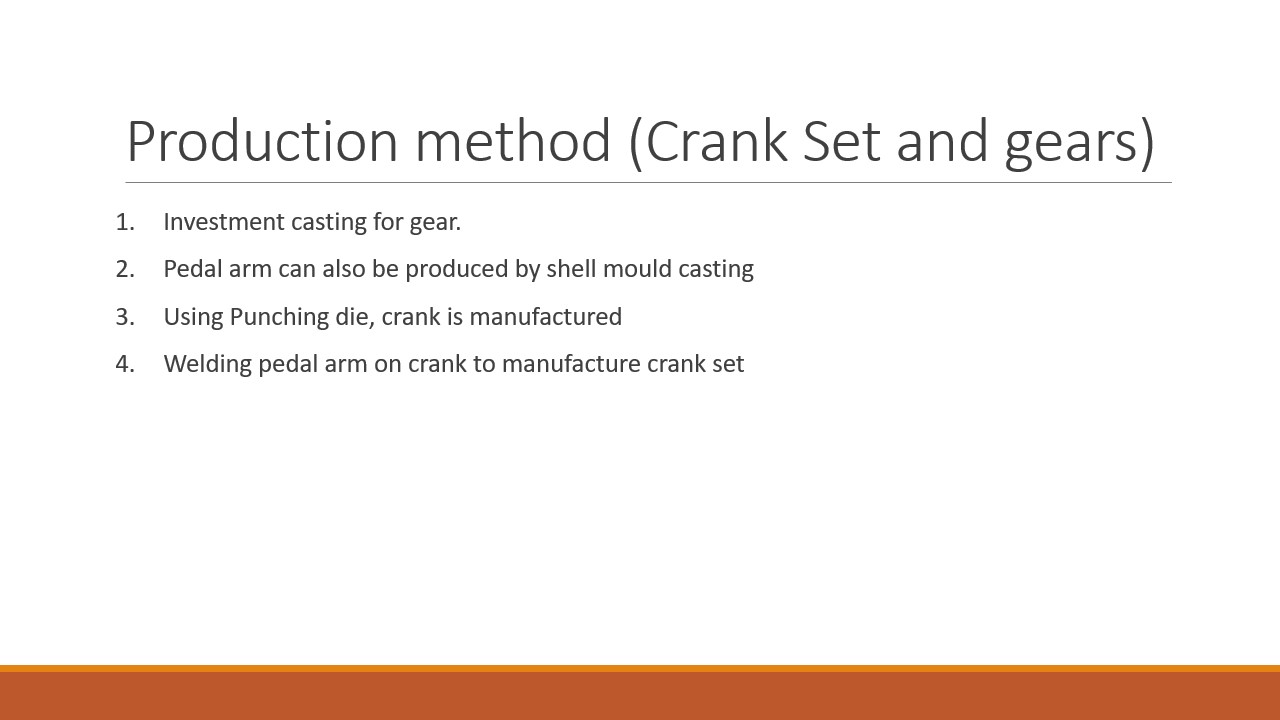 Production method (Crank Set and gears)
1. Investment casting for gear.
2. Pedal arm can also be produced by shell mould casting
3. Using Punching die, crank is manufactured
4. Welding pedal arm on crank to manufacture crank set